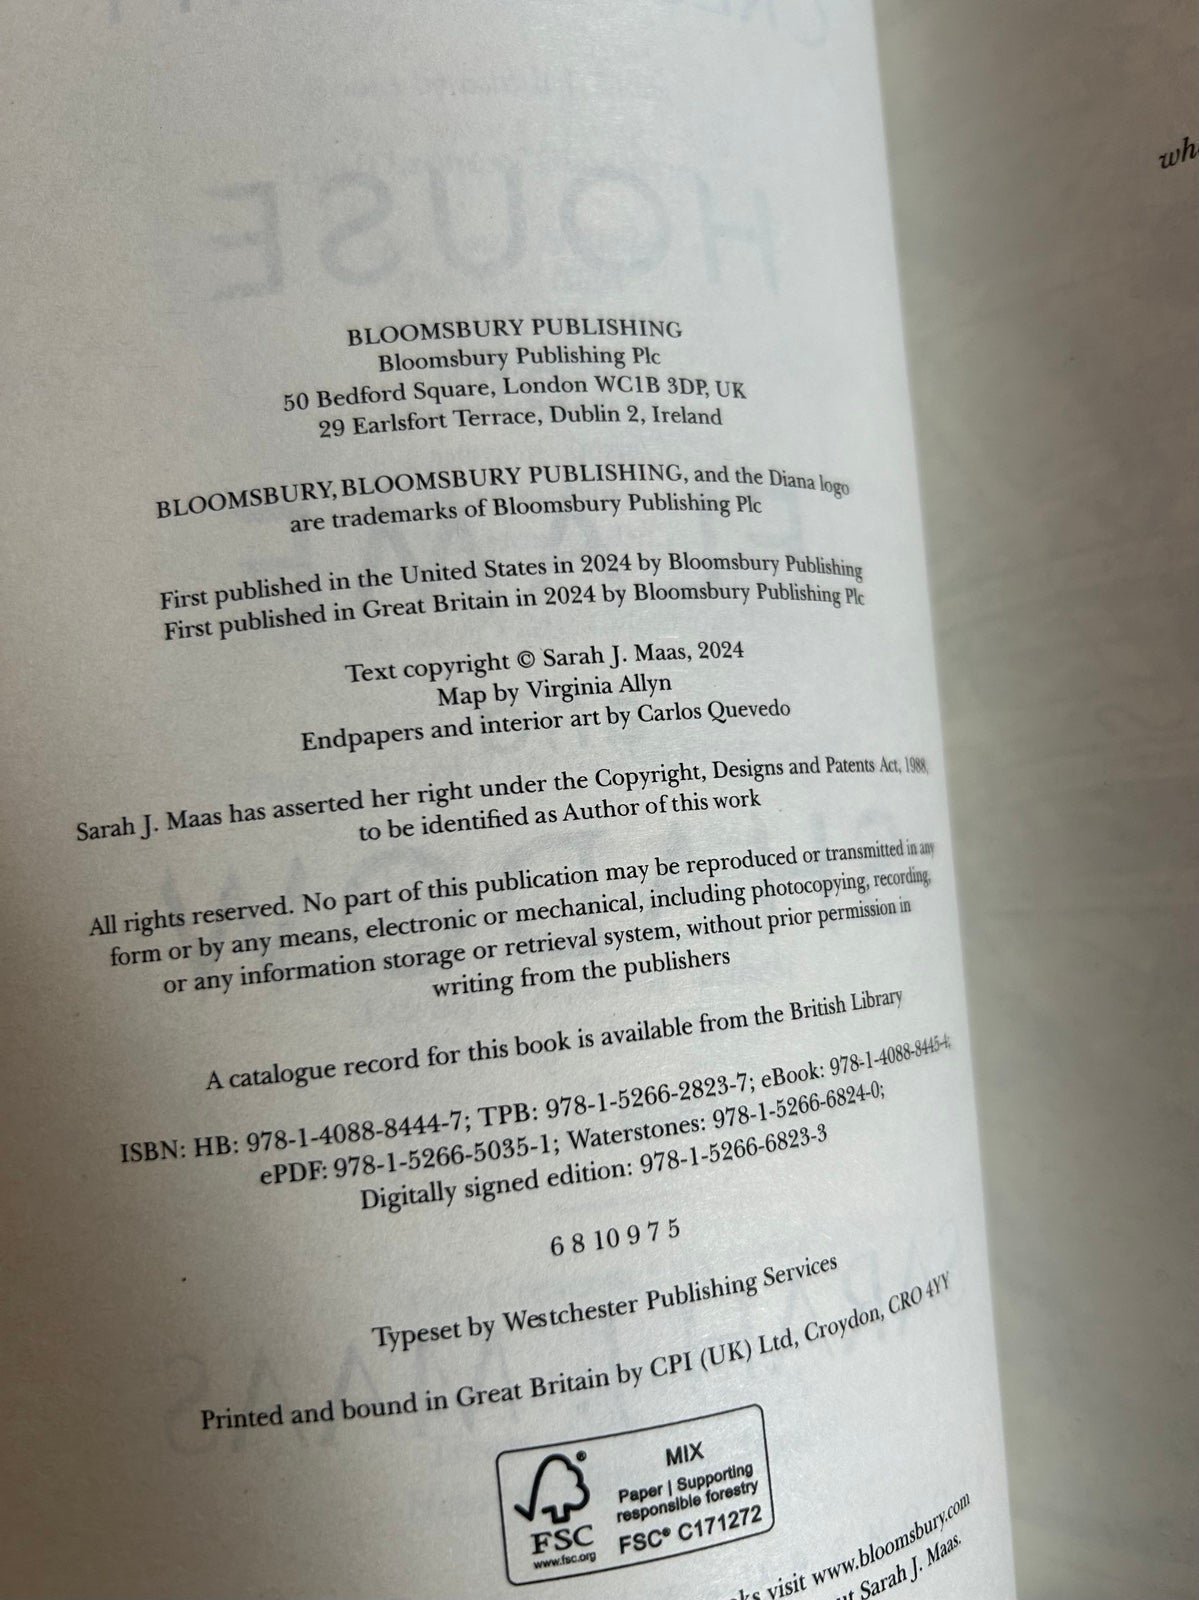 HOUSE
BLOOMSBURY PUBLISHING
Bloomsbury Publishing Plc
50 Bedford Square, London WC1B 3DP, UK
29 Earlsfort Terrace, Dublin 2, Ireland
BLOOMSBURY, BLOOMSBURY PUBLISHING, and the Diana logo
are trademarks of Bloomsbury Publishing Plc
First published in the United States in 2024 by Bloomsbury Publishing
First published in Great Britain in 2024 by Bloomsbury Publishing Plc
Text copyright © Sarah J. Maas, 2024
Map by Virginia Allyn
Endpapers and interior art by Carlos Quevedo
Sarah J. Maas has asserted her right under the Copyright, Designs and Patents Act, 1988,
to be identified as Author of this work
All rights reserved. No part of this publication may be reproduced or transmitted in any
form or by any means, electronic or mechanical, including photocopying, recording,
or any information storage or retrieval system, without prior permission in
writing from the publishers
A catalogue record for this book is available from the British Library
ISBN: HB: 978-1-4088-8444-7; TPB: 978-1-5266-2823-7; eBook: 978-1-4088-8445-4;
ePDF: 978-1-5266-5035-1; Waterstones: 978-1-5266-6824-0;
Digitally signed edition: 978-1-5266-6823-3
6 8 10 9 7 5
Typeset by Westchester Publishing Services
Printed and bound in Great Britain by CPI (UK) Ltd, Croydon, CRO 4YY
MIX
Paper | Supporting
responsible forestry
FSC® C171272
FSC
www.fsc.org
visit www.bloomsbury.com
Sarah J. Maas.